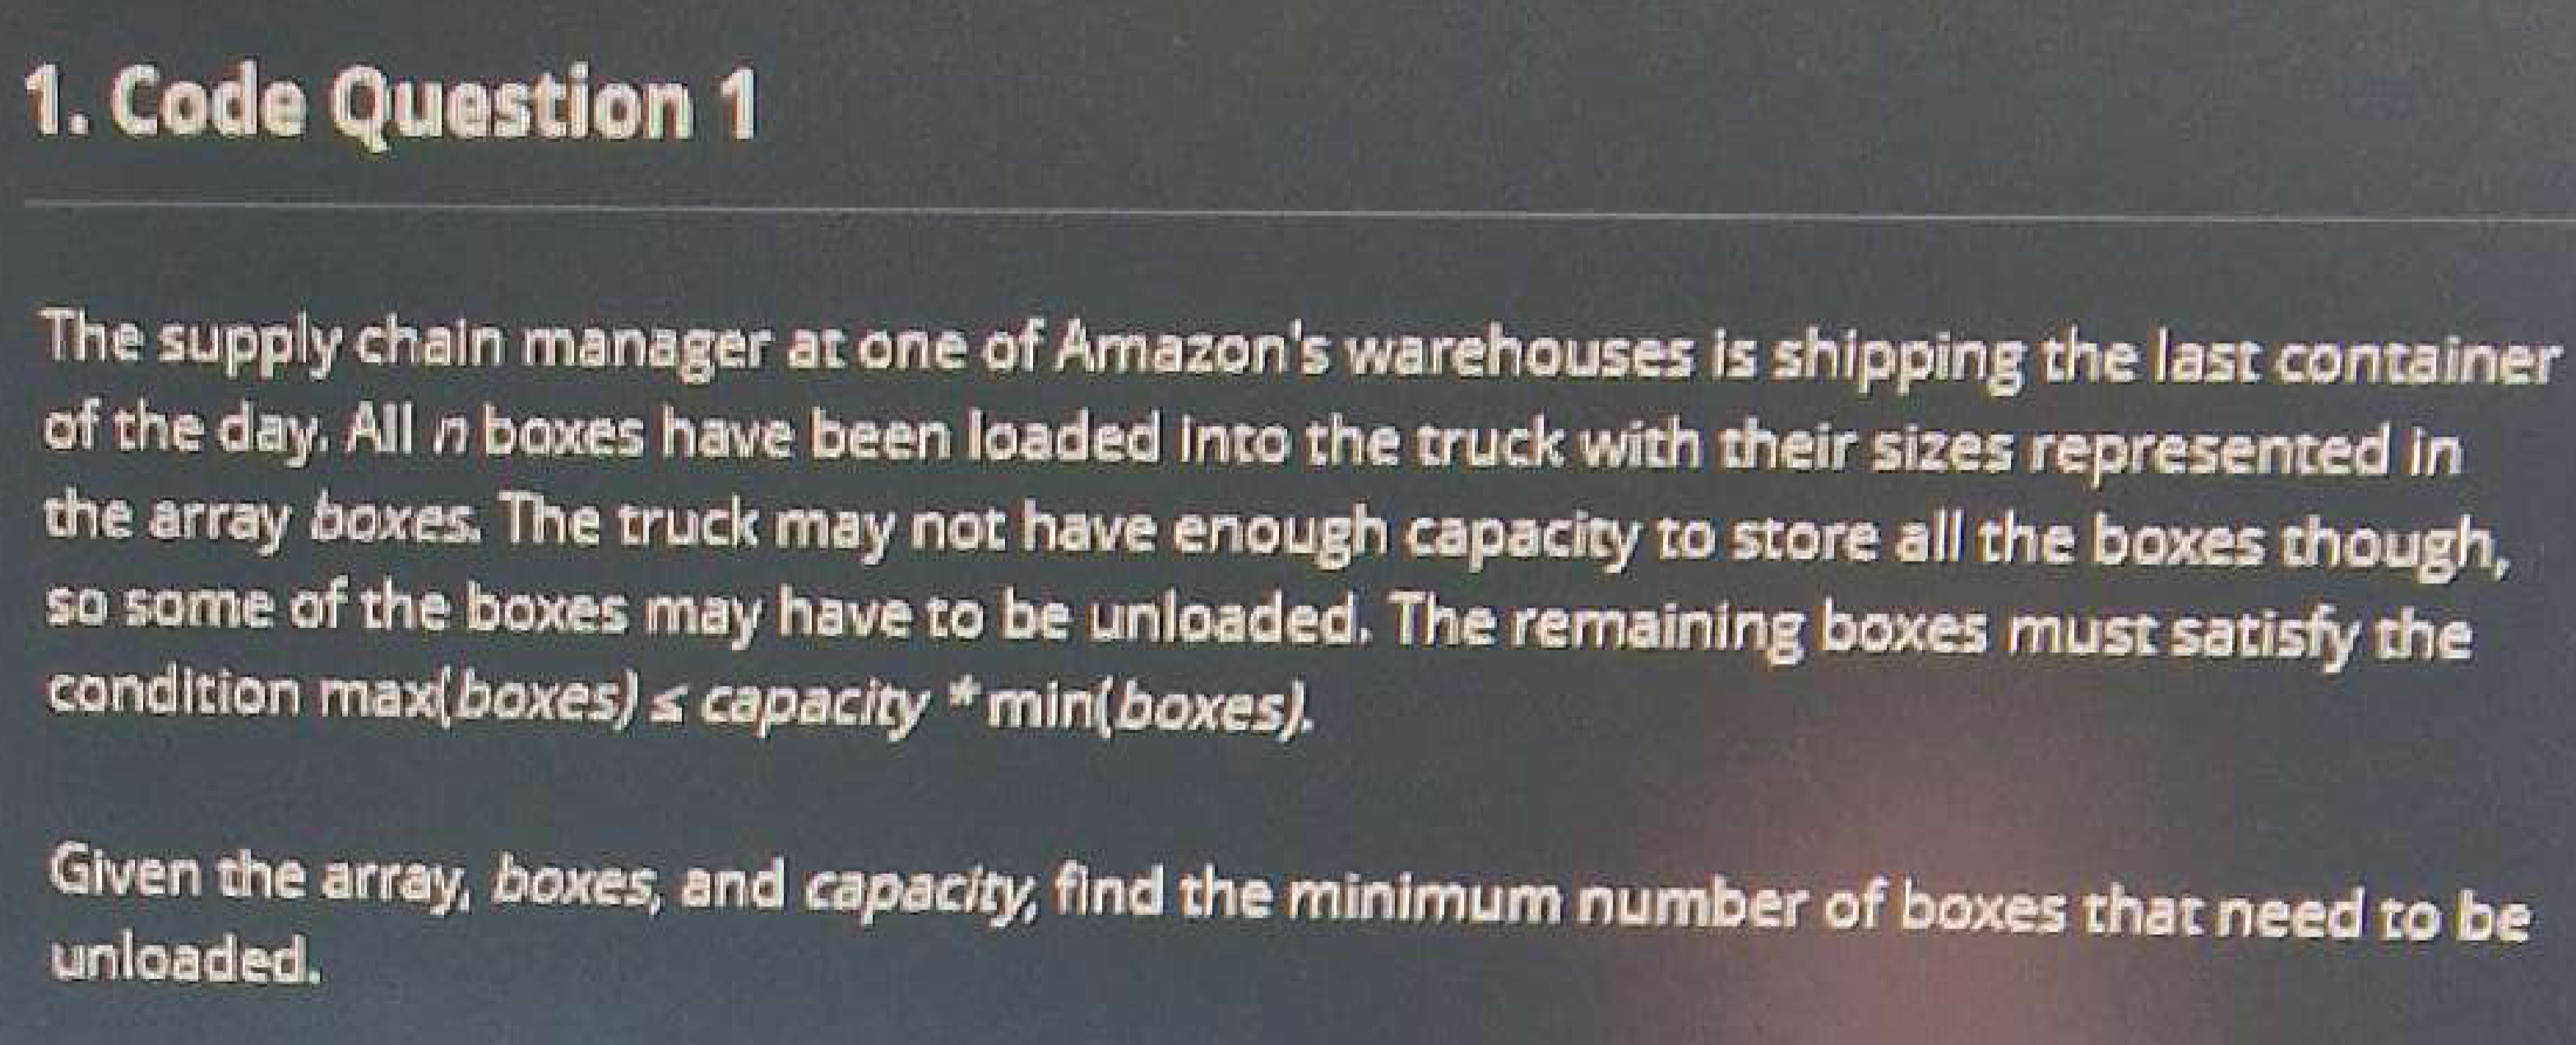 1. Code Question 1
The supply chain manager at one of Amazon's warehouses is shipping the last container
of the day. All n boxes have been loaded into the truck with their sizes represented in
the array boxes. The truck may not have enough capacity to store all the boxes though,
so some of the boxes may have to be unloaded. The remaining boxes must satisfy the
condition max(boxes) ≤ capacity * min(boxes).
Given the array, boxes, and capacity, find the minimum number of boxes that need to be
unloaded.